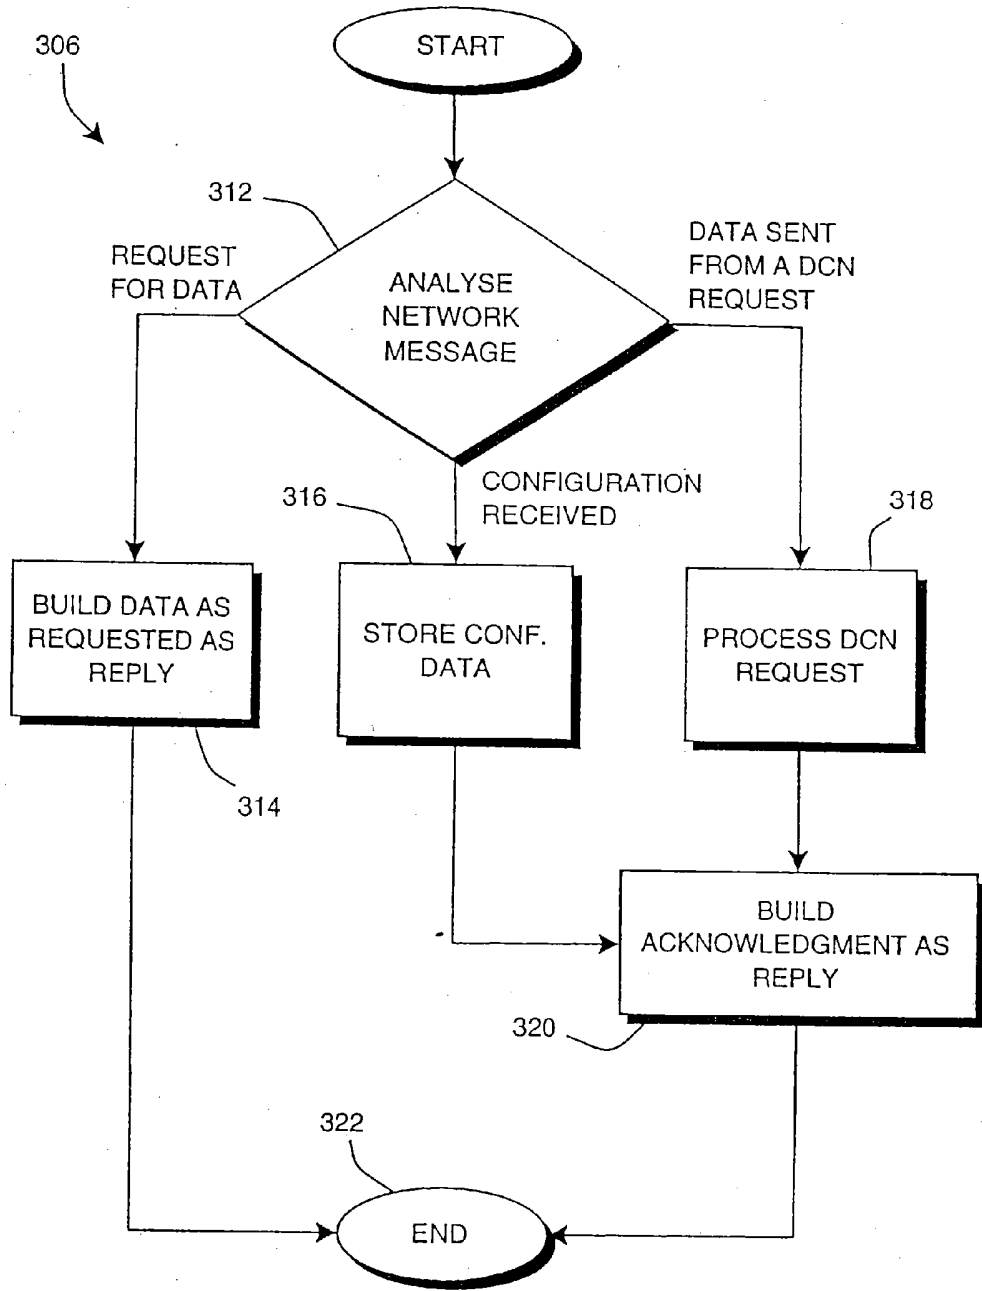 306
START
312
REQUEST
FOR DATA
ANALYSE
NETWORK
MESSAGE
DATA SENT
FROM A DCN
REQUEST
316
CONFIGURATION
RECEIVED
318
BUILD DATA AS
REQUESTED AS
REPLY
STORE CONF.
DATA
PROCESS DCN
REQUEST
314
BUILD
ACKNOWLEDGMENT AS
REPLY
320
322
END